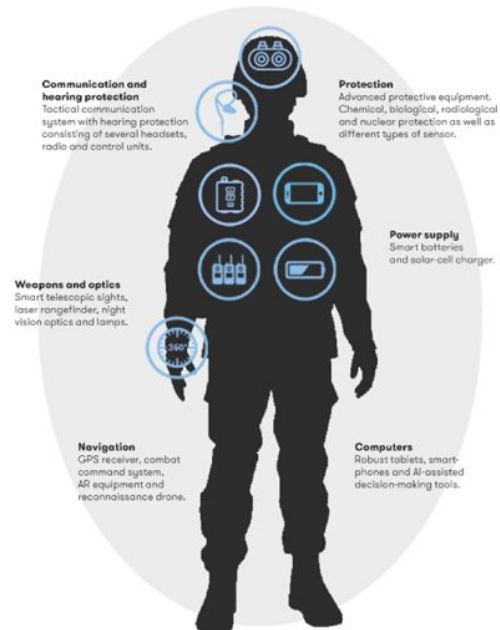 Communication and
hearing protection
Tactical communication
system with hearing protection
consisting of several headsets,
radio and control units.
Protection
Advanced protective equipment.
Chemical, biological, radiological
and nuclear protection as well as
different types of sensor.
Power supply
Smart batteries
and solar-cell charger.
Weapons and optics
Smart telescopic sights,
laser rangefinder, night
vision optics and lamps.
360°
Navigation
GPS receiver, combat
command system,
AR equipment and
reconnaissance drone.
Computers
Robust tablets, smart-
phones and AI-assisted
decision-making tools.